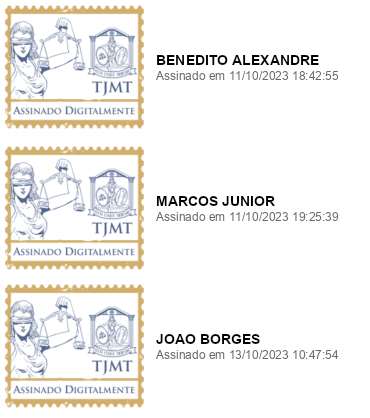 TJMT
ASSINADO DIGITALMENTE
BENEDITO ALEXANDRE
Assinado em 11/10/2023 18:42:55
TJMT
ASSINADO DIGITALMENTE
MARCOS JUNIOR
Assinado em 11/10/2023 19:25:39
TJMT
ASSINADO DIGITALMENTE
JOAO BORGES
Assinado em 13/10/2023 10:47:54